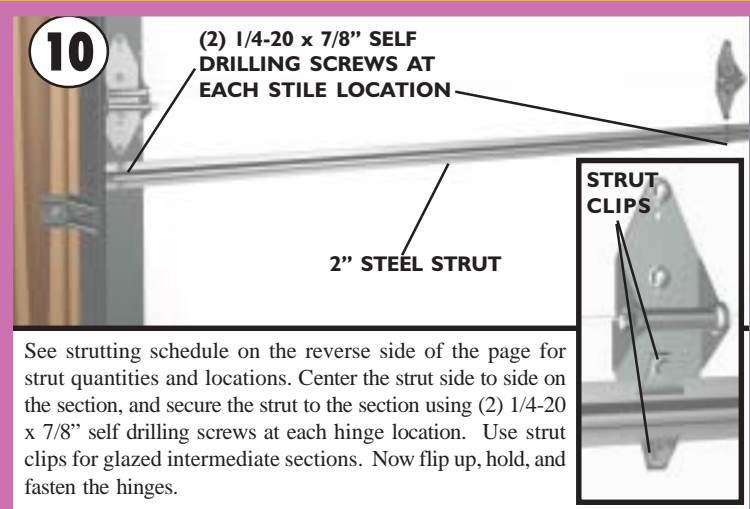 10
(2) 1/4-20 x 7/8” SELF
DRILLING SCREWS AT
EACH STILE LOCATION
STRUT
CLIPS
2” STEEL STRUT
See strutting schedule on the reverse side of the page for
strut quantities and locations. Center the strut side to side on
the section, and secure the strut to the section using (2) 1/4-20
x 7/8” self drilling screws at each hinge location. Use strut
clips for glazed intermediate sections. Now flip up, hold, and
fasten the hinges.